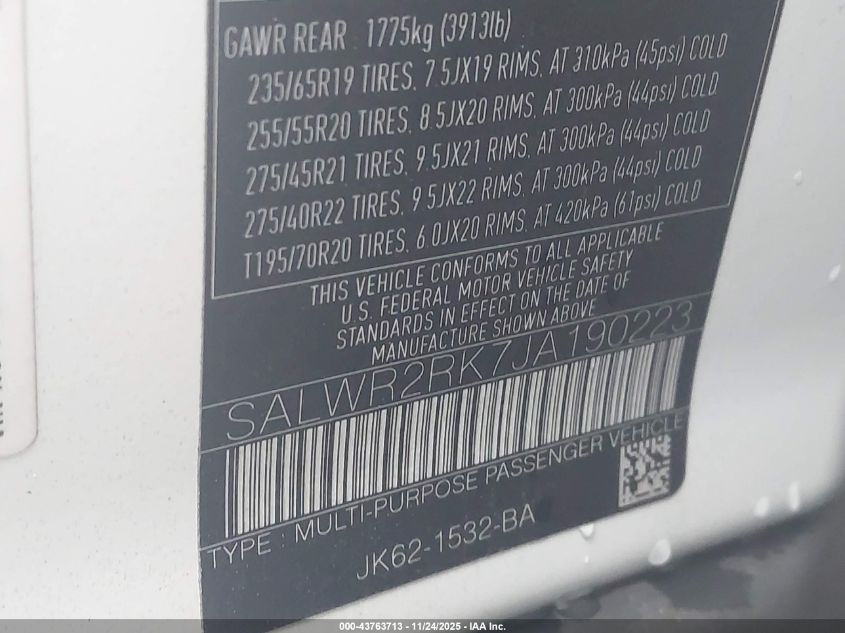 GAWR REAR 1775kg (3913lb)
235/65R19 TIRES, 7.5JX19 RIMS, AT 310kPa (45psi) COLD
255/55R20 TIRES, 8.5JX20 RIMS, AT 300kPa (44psi) COLD
275/45R21 TIRES, 9.5JX21 RIMS, AT 300kPa (44psi) COLD
275/40R22 TIRES, 9.5JX22 RIMS, AT 300kPa (44psi) COLD
T195/70R20 TIRES, 6.0JX20 RIMS, AT 420kPa (61psi) COLD
THIS VEHICLE CONFORMS TO ALL APPLICABLE
U.S. FEDERAL MOTOR VEHICLE SAFETY
STANDARDS IN EFFECT ON THE DATE OF
MANUFACTURE SHOWN ABOVE
SALWR2RK7JA190223
TYPE : MULTI-PURPOSE PASSENGER VEHICLE
JK62-1532-BA
000-43763713 - 11/24/2025 - IAA Inc.